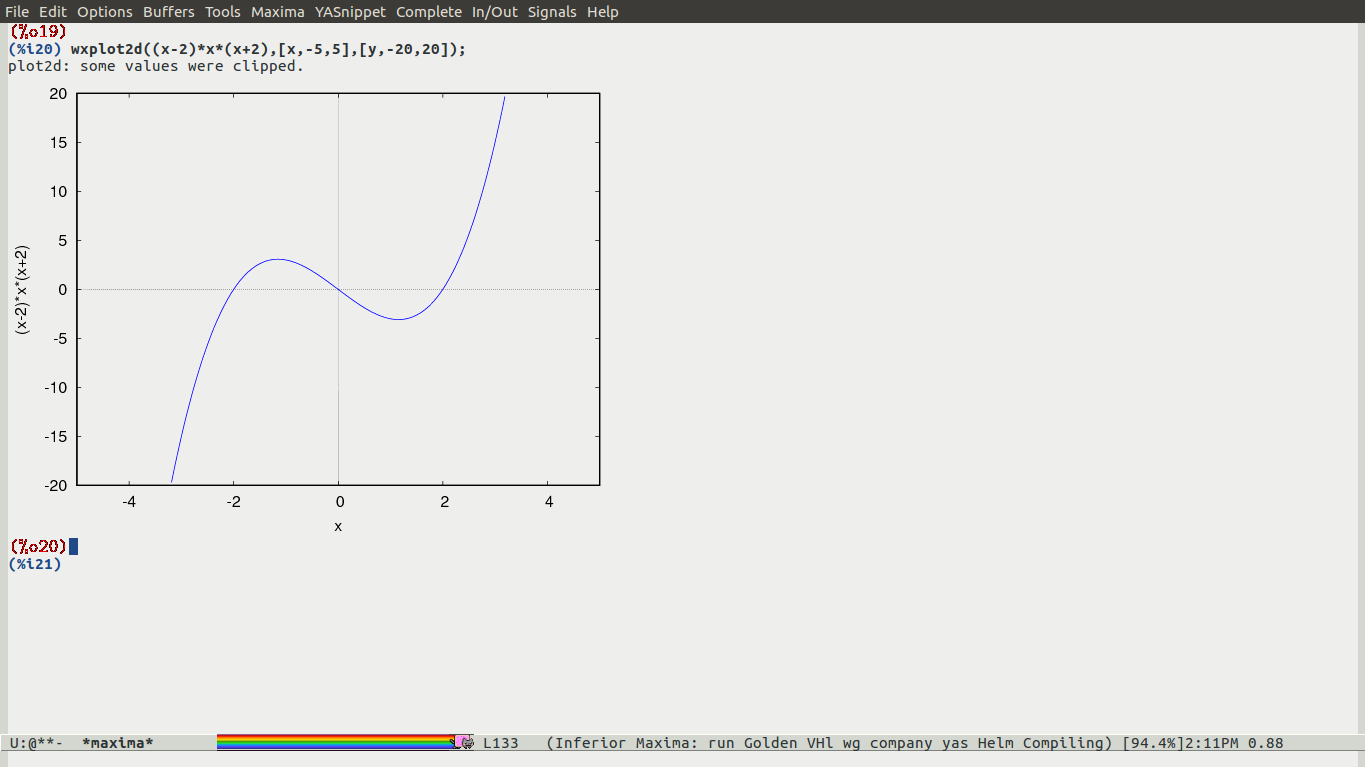 File Edit Options Buffers Tools Maxima YASnippet Complete In/Out Signals Help
(%o19)
(%i20) wxplot2d((x-2)*x*(x+2),[x,-5,5],[y,-20,20]);
plot2d: some values were clipped.
20
15
10
5
0
-5
-10
-15
-20
(x-2)*x*(x+2)
-4 -2 0 2 4
x
(%o20)
(%i21)
U:@**- *maxima* L133 (Inferior Maxima: run Golden VHl wg company yas Helm Compiling) [94.4%]2:11PM 0.88